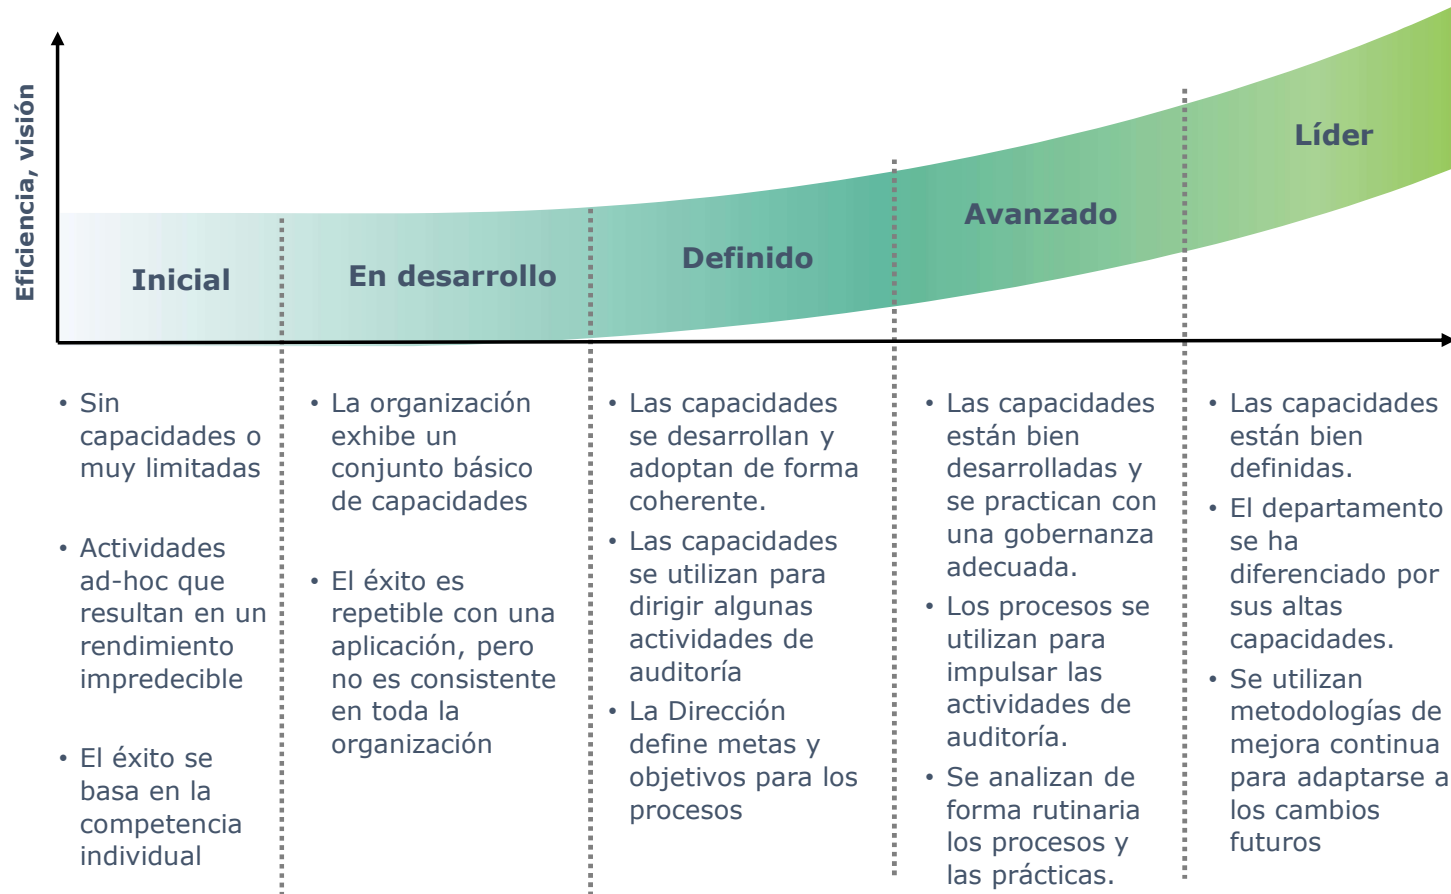 Eficiencia, visión
Inicial
En desarrollo
Definido
Avanzado
Líder
• Sin
capacidades o
muy limitadas
• Actividades
ad-hoc que
resultan en un
rendimiento
impredecible
• El éxito se
basa en la
competencia
individual
• La organización
exhibe un
conjunto básico
de capacidades
• El éxito es
repetible con una
aplicación, pero
no es consistente
en toda la
organización
• Las capacidades
se desarrollan y
adoptan de forma
coherente.
• Las capacidades
se utilizan para
dirigir algunas
actividades de
auditoría
• La Dirección
define metas y
objetivos para los
procesos
• Las capacidades
están bien
desarrolladas y
se practican con
una gobernanza
adecuada.
• Los procesos se
utilizan para
impulsar las
actividades de
auditoría.
• Se analizan de
forma rutinaria
los procesos y
las prácticas.
• Las capacidades
están bien
definidas.
• El departamento
se ha
diferenciado por
sus altas
capacidades.
• Se utilizan
metodologías de
mejora continua
para adaptarse a
los cambios
futuros